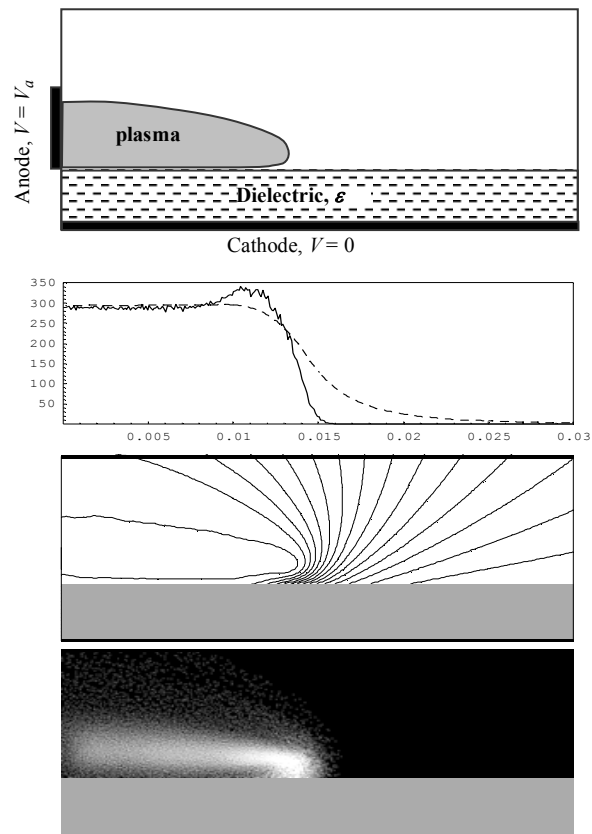 Anode, V = Va
plasma
Dielectric, ε
Cathode, V = 0
350
300
250
200
150
100
50
0.005 0.01 0.015 0.02 0.025 0.03